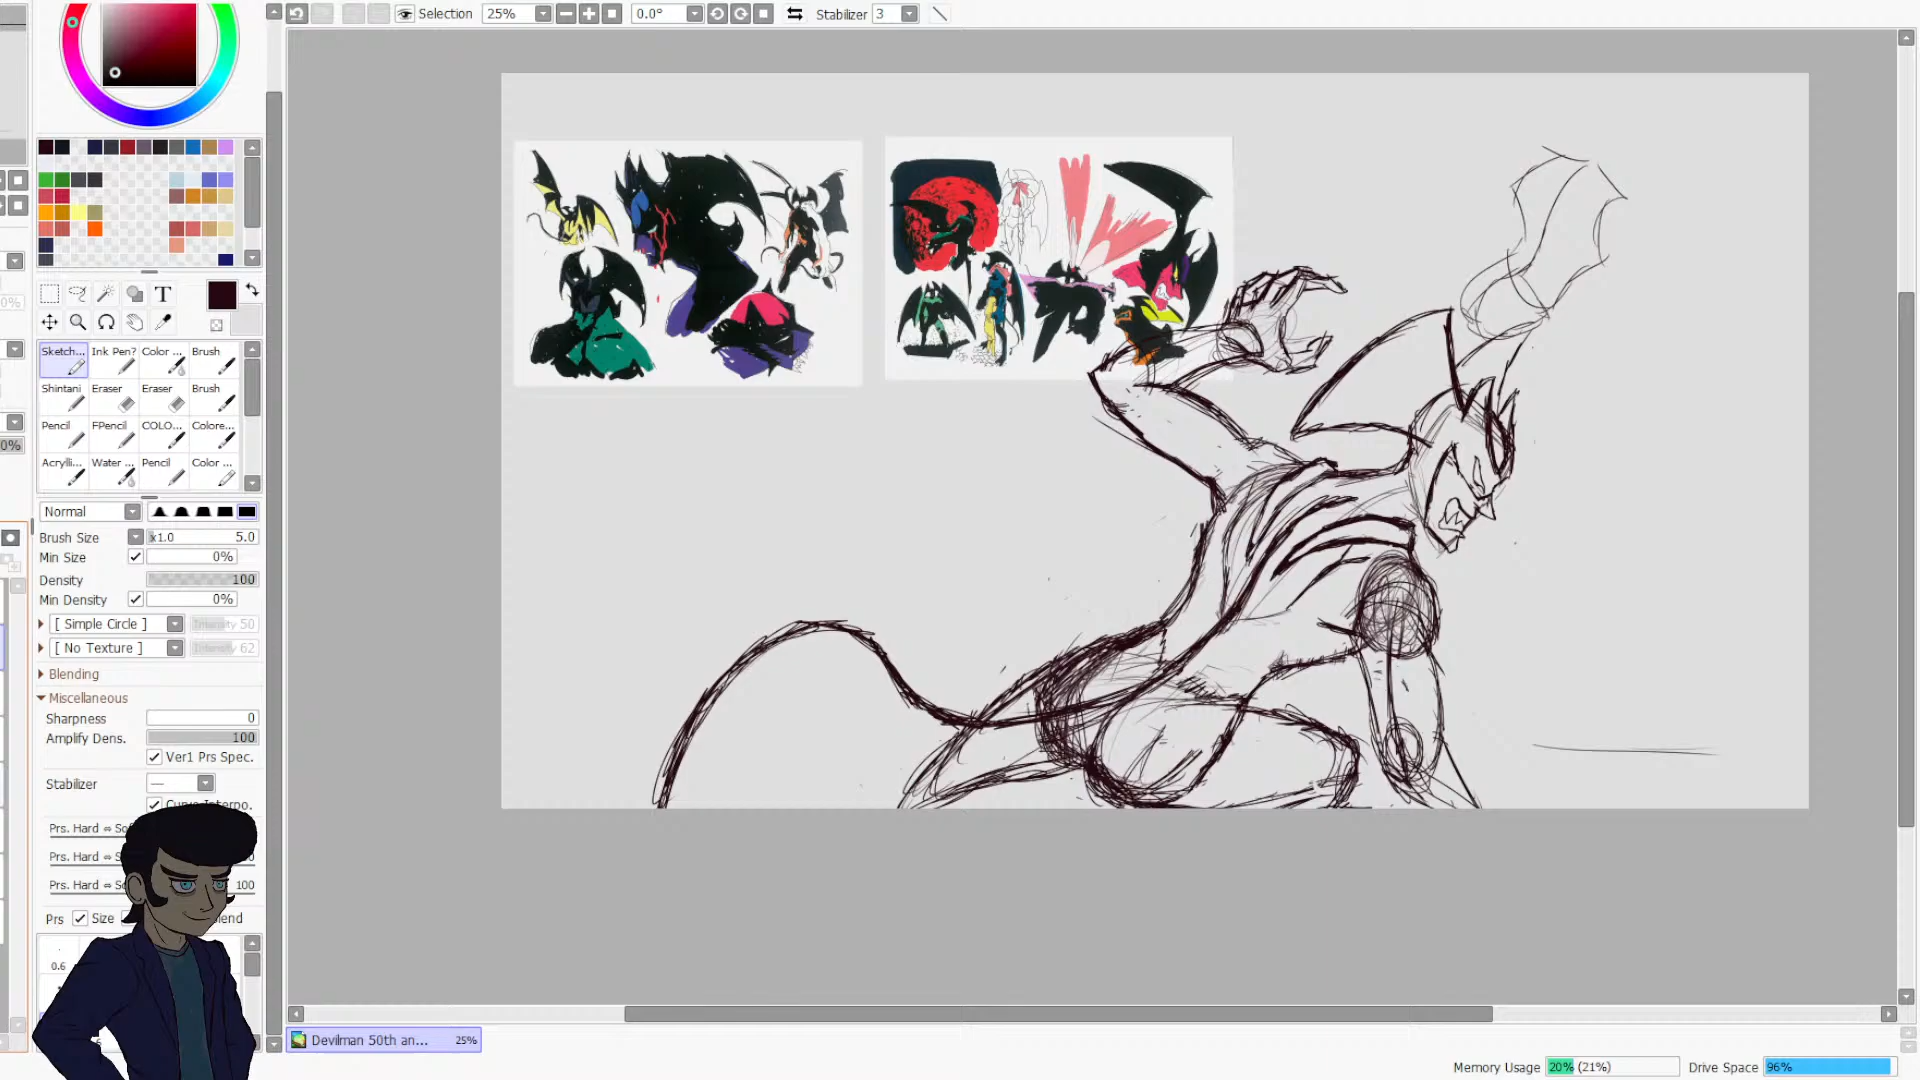 Selection 25% 0.0° Stabilizer 3
T
0%
Sketch... Ink Pen? Color ... Brush
Shintani Eraser Eraser Brush
Pencil FPencil COLO... Colore...
0%
Acrylli... Water ... Pencil Color ...
Normal
Brush Size x1.0 5.0
Min Size 0%
Density 100
Min Density 0%
[ Simple Circle ] Intensity 50
[ No Texture ] Intensity 62
Blending
Miscellaneous
Sharpness 0
Amplify Dens. 100
Ver1 Prs Spec.
Stabilizer
Curve Interpo.
Prs. Hard ⇔ Sof
Prs. Hard ⇔ So
Prs. Hard ⇔ So 100
Prs Size
0.6
Devilman 50th an... 25%
Memory Usage 20% (21%) Drive Space 96%